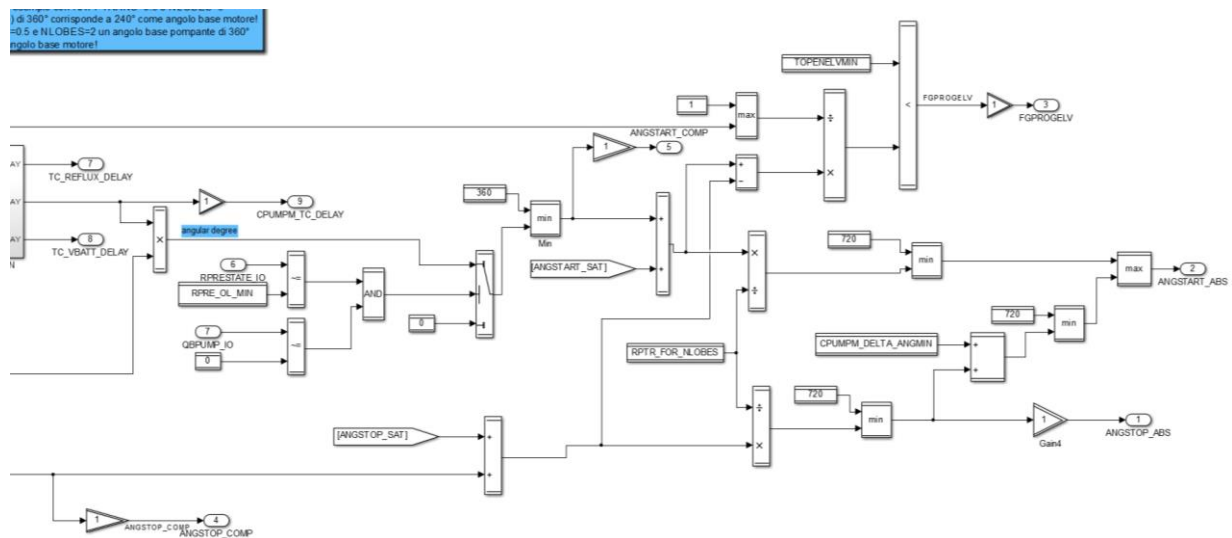 ) di 360° corrisponde a 240° come angolo base motore!
=0.5 e NLOBES=2 un angolo base pompante di 360°
ngolo base motore!
TOPENELVMIN
<
FGPROGELV
1
3
FGPROGELV
1
max
÷
×
ANGSTART_COMP
1
5
+
−
AY
7
TC_REFLUX_DELAY
AY
1
9
CPUMPM_TC_DELAY
360
min
Min
+
+
×
angular degree
AY
8
TC_VBATT_DELAY
N
[ANGSTART_SAT]
×
÷
720
min
max
2
ANGSTART_ABS
6
RPRESTATE_IO
~=
RPRE_OL_MIN
AND
7
QBPUMP_IO
~=
0
0
720
min
CPUMPM_DELTA_ANGMIN
+
+
RPTR_FOR_NLOBES
720
min
÷
×
1
Gain4
1
ANGSTOP_ABS
[ANGSTOP_SAT]
+
+
1
ANGSTOP_COMP
4
ANGSTOP_COMP